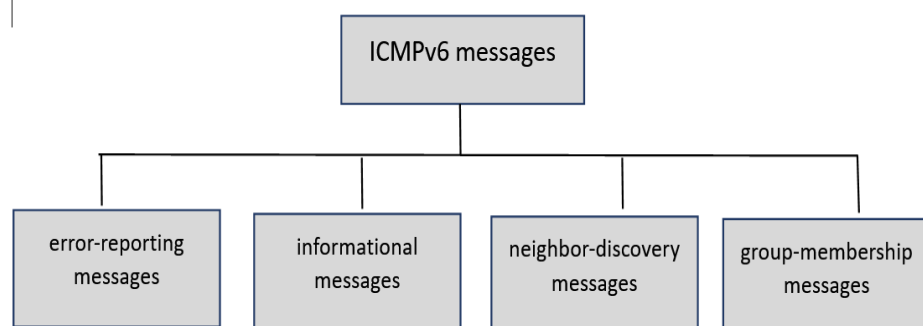 ICMPv6 messages
error-reporting
messages
informational
messages
neighbor-discovery
messages
group-membership
messages